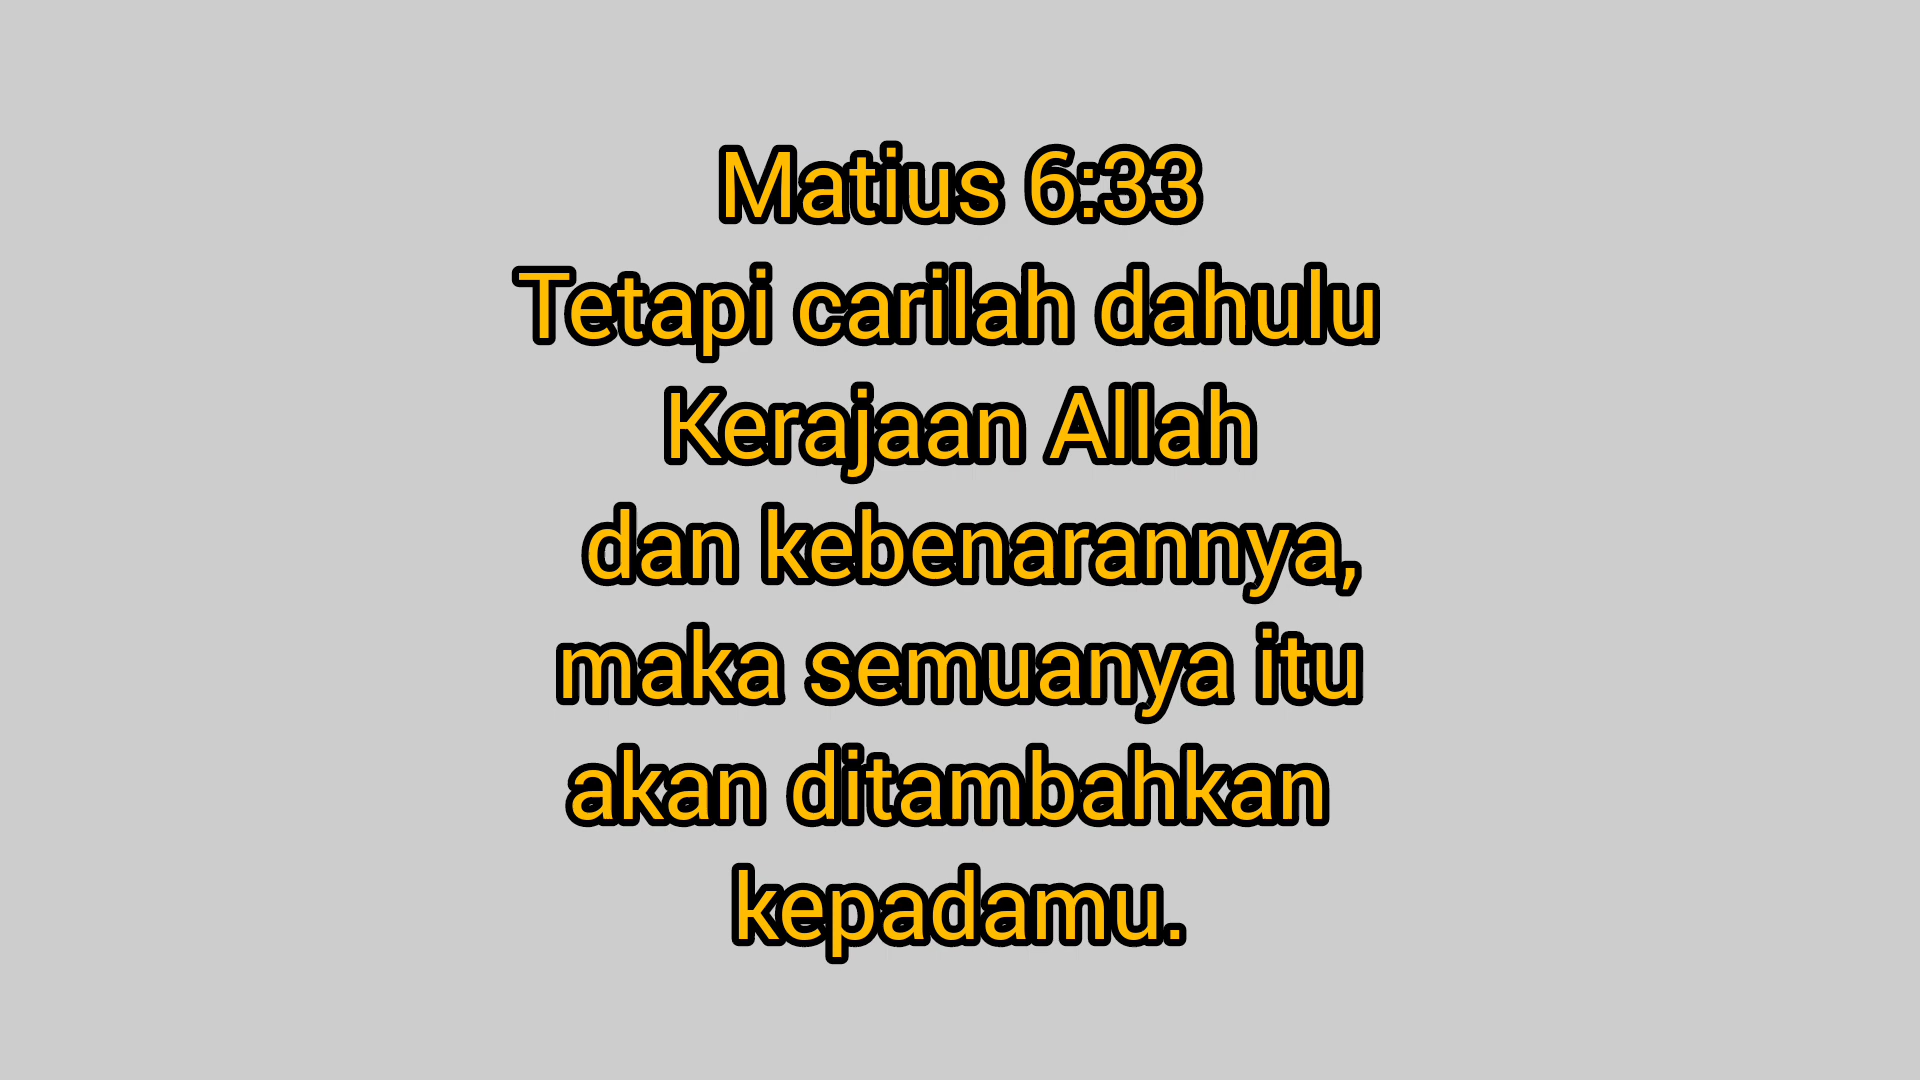 Matius 6:33
Tetapi carilah dahulu
Kerajaan Allah
dan kebenarannya,
maka semuanya itu
akan ditambahkan
kepadamu.